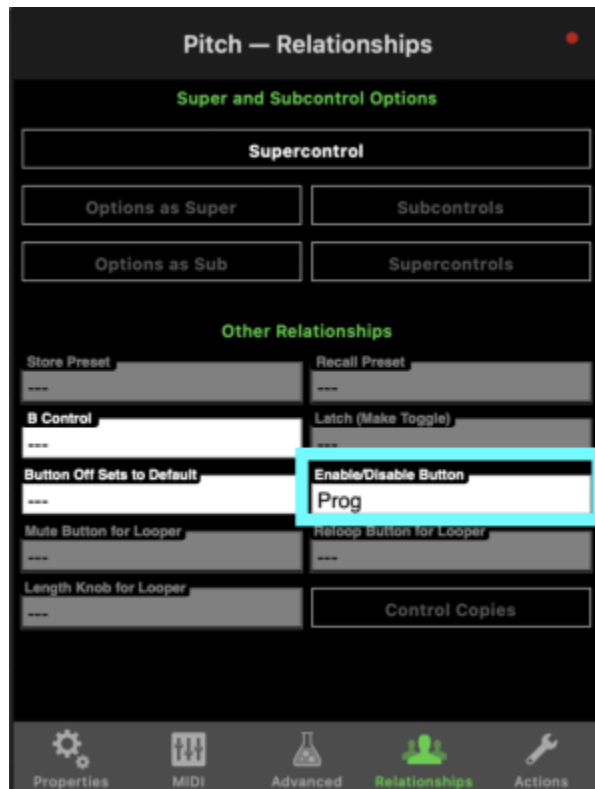 Pitch — Relationships
Super and Subcontrol Options
Supercontrol
Options as Super
Subcontrols
Options as Sub
Supercontrols
Other Relationships
Store Preset
Recall Preset
---
---
B Control
Latch (Make Toggle)
---
---
Button Off Sets to Default
Enable/Disable Button
---
Prog
Mute Button for Looper
Reloop Button for Looper
---
---
Length Knob for Looper
---
Control Copies
Properties
MIDI
Advanced
Relationships
Actions